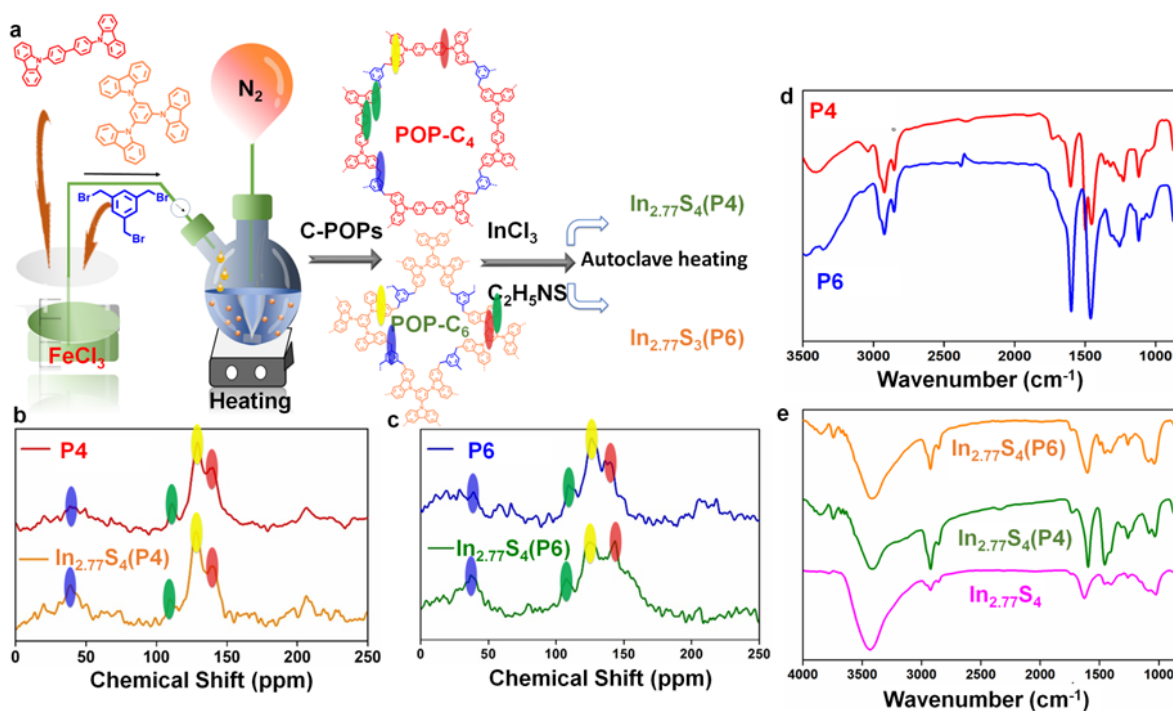 a
N
N
N
N
N
N₂
Br
Br
Br
FeCl₃
Heating
C-POPs
POP-C₄
POP-C₆
InCl₃
Autoclave heating
C₂H₅NS
In₂.₇₇S₄(P4)
In₂.₇₇S₃(P6)
b
P4
In₂.₇₇S₄(P4)
0 50 100 150 200 250
Chemical Shift (ppm)
c
P6
In₂.₇₇S₄(P6)
0 50 100 150 200 250
Chemical Shift (ppm)
d
P4
P6
3500 3000 2500 2000 1500 1000
Wavenumber (cm⁻¹)
e
In₂.₇₇S₄(P6)
In₂.₇₇S₄(P4)
In₂.₇₇S₄
4000 3500 3000 2500 2000 1500 1000
Wavenumber (cm⁻¹)